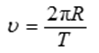 υ = 2πR / T